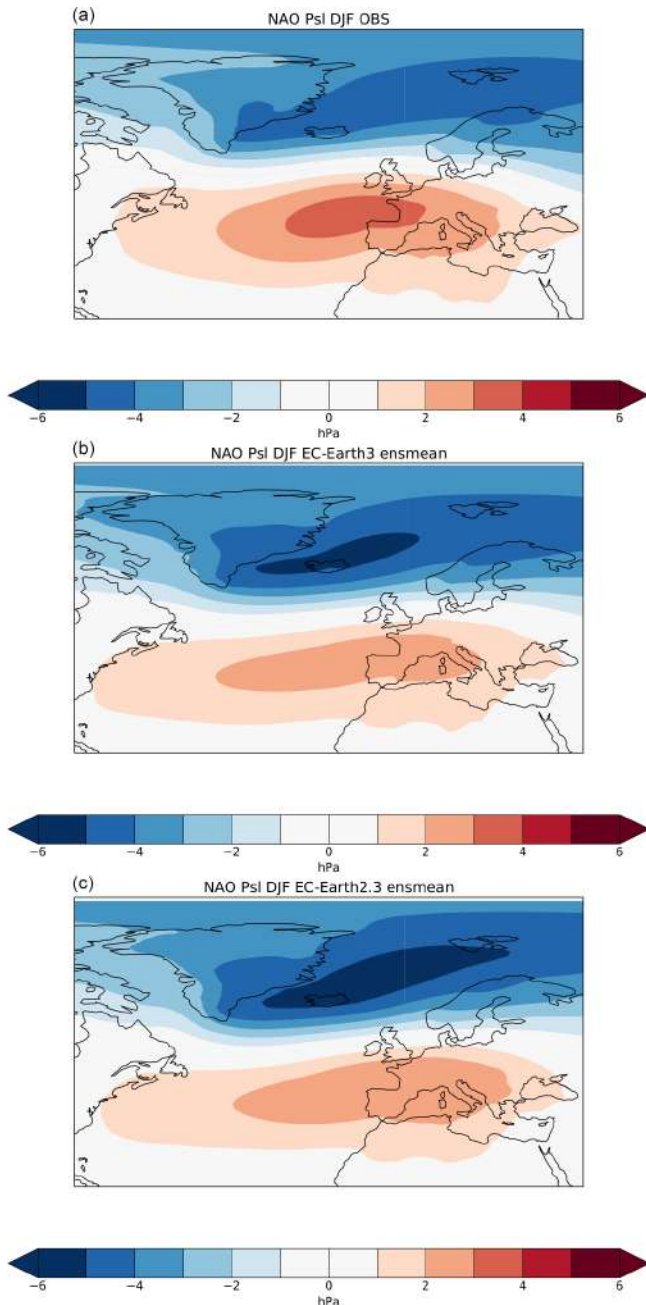 (a)
NAO Psl DJF OBS
−6 −4 −2 0 2 4 6
hPa
(b)
NAO Psl DJF EC-Earth3 ensmean
−6 −4 −2 0 2 4 6
hPa
(c)
NAO Psl DJF EC-Earth2.3 ensmean
−6 −4 −2 0 2 4 6
hPa